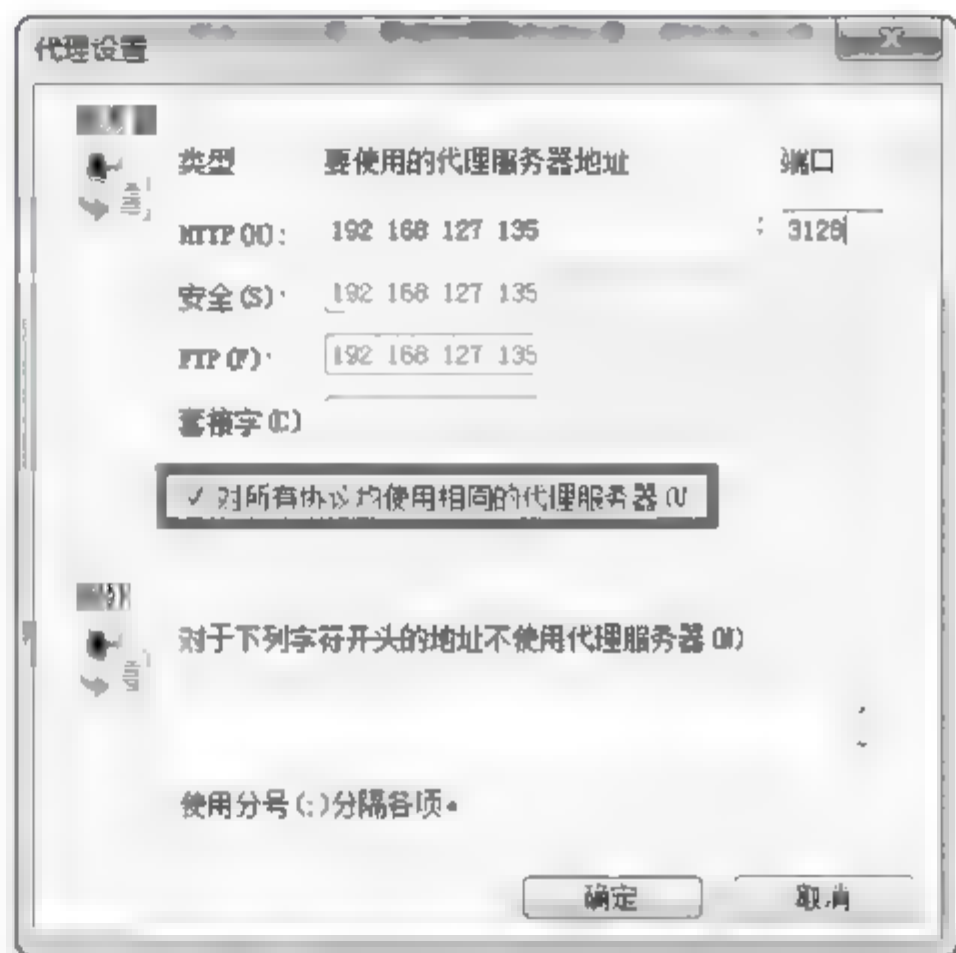 代理设置
类型 要使用的代理服务器地址 端口
HTTP(H): 192 168 127 135 : 3128
安全(S): 192 168 127 135
FTP(F): 192 168 127 135
套接字(C)
✓ 对所有协议均使用相同的代理服务器(U
对于下列字符开头的地址不使用代理服务器(N)
使用分号(;)分隔各项。
确定 取消